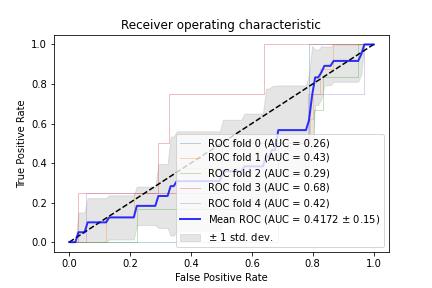 Receiver operating characteristic
True Positive Rate
1.0
0.8
0.6
0.4
0.2
0.0
ROC fold 0 (AUC = 0.26)
ROC fold 1 (AUC = 0.43)
ROC fold 2 (AUC = 0.29)
ROC fold 3 (AUC = 0.68)
ROC fold 4 (AUC = 0.42)
Mean ROC (AUC = 0.4172 ± 0.15)
± 1 std. dev.
0.0 0.2 0.4 0.6 0.8 1.0
False Positive Rate